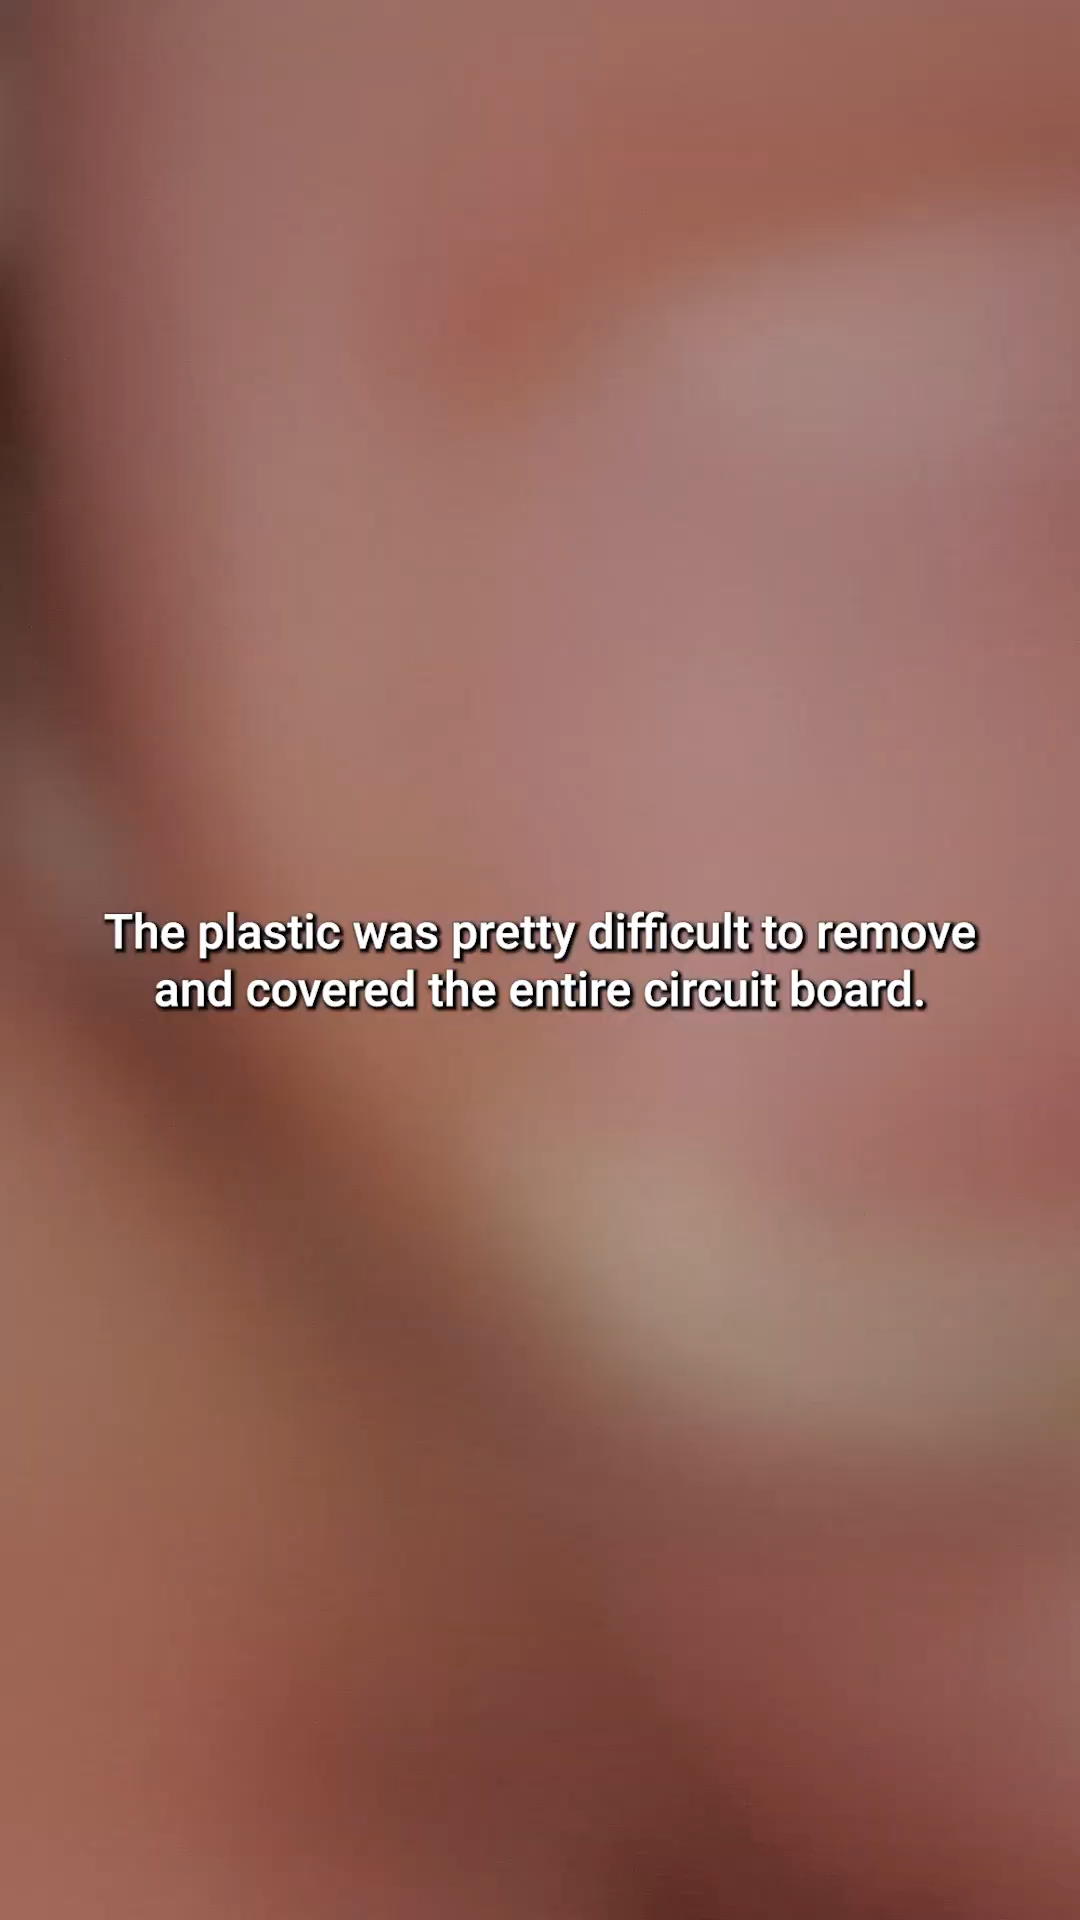 The plastic was pretty difficult to remove
and covered the entire circuit board.